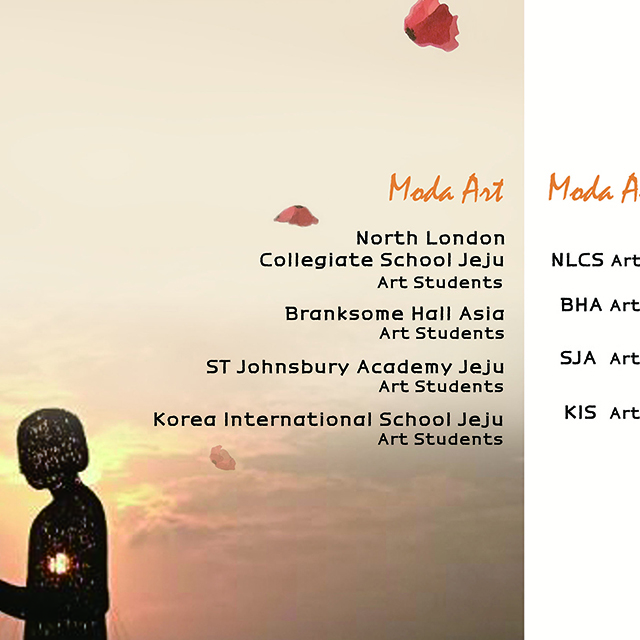 Moda Art
North London
Collegiate School Jeju
Art Students
Branksome Hall Asia
Art Students
ST Johnsbury Academy Jeju
Art Students
Korea International School Jeju
Art Students
Moda
NLCS Art
BHA Art
SJA Art
KIS Art